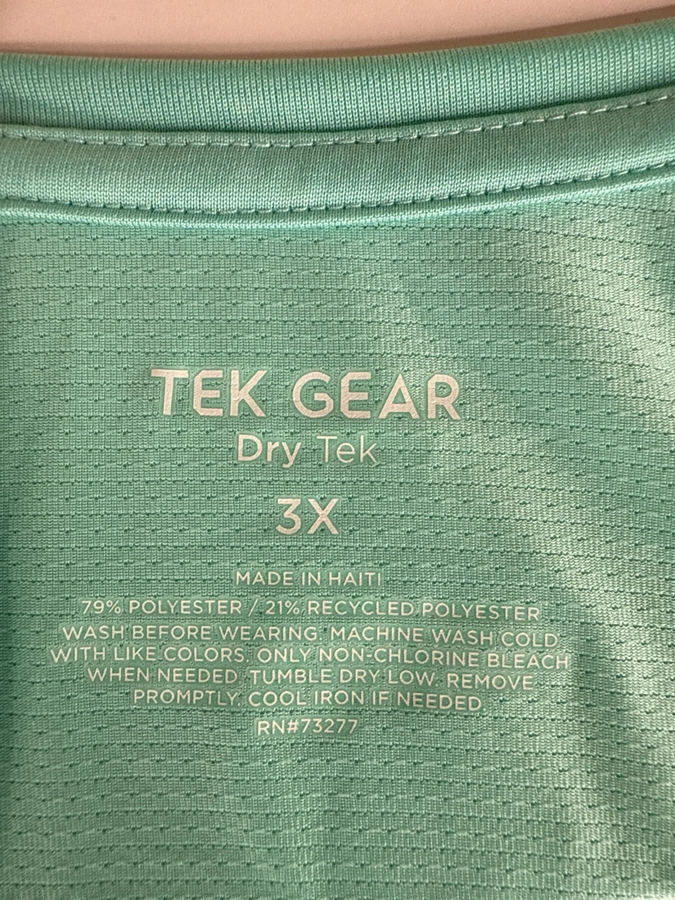 TEK GEAR
Dry Tek
3X
MADE IN HAITI
79% POLYESTER / 21% RECYCLED POLYESTER
WASH BEFORE WEARING. MACHINE WASH COLD
WITH LIKE COLORS. ONLY NON-CHLORINE BLEACH
WHEN NEEDED. TUMBLE DRY LOW. REMOVE
PROMPTLY. COOL IRON IF NEEDED.
RN#73277